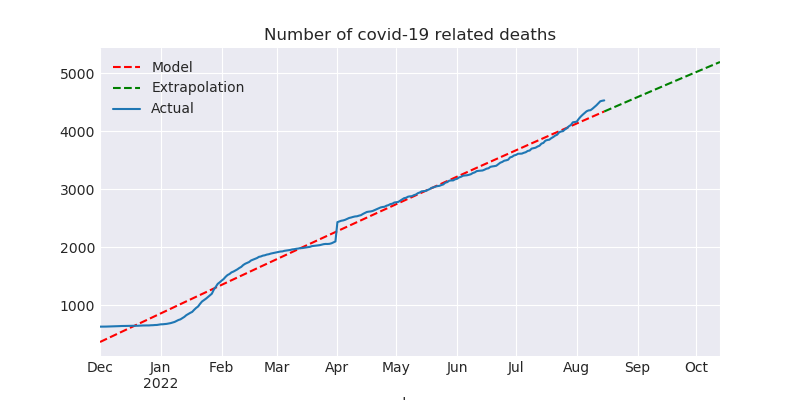 Number of covid-19 related deaths
Model
Extrapolation
Actual
5000
4000
3000
2000
1000
Dec Jan Feb Mar Apr May Jun Jul Aug Sep Oct
2022